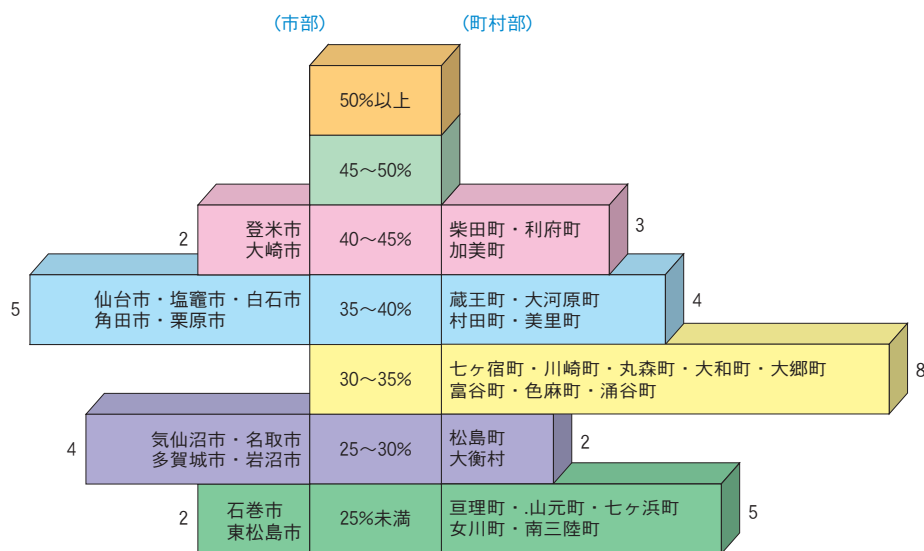 (市部) (町村部)
50%以上
45～50%
2 登米市 40～45% 柴田町・利府町 3
大崎市 加美町
5 仙台市・塩竈市・白石市 35～40% 蔵王町・大河原町 4
角田市・栗原市 村田町・美里町
30～35% 七ヶ宿町・川崎町・丸森町・大和町・大郷町 8
富谷町・色麻町・涌谷町
4 気仙沼市・名取市 25～30% 松島町 2
多賀城市・岩沼市 大衡村
2 石巻市 25%未満 亘理町・.山元町・七ヶ浜町 5
東松島市 女川町・南三陸町